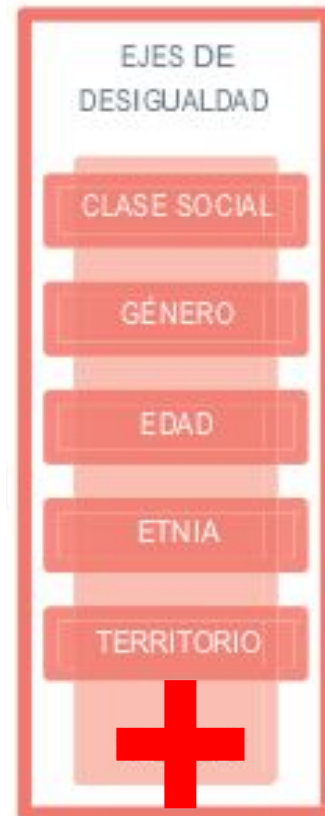 EJES DE
DESIGUALDAD
CLASE SOCIAL
GÉNERO
EDAD
ETNIA
TERRITORIO